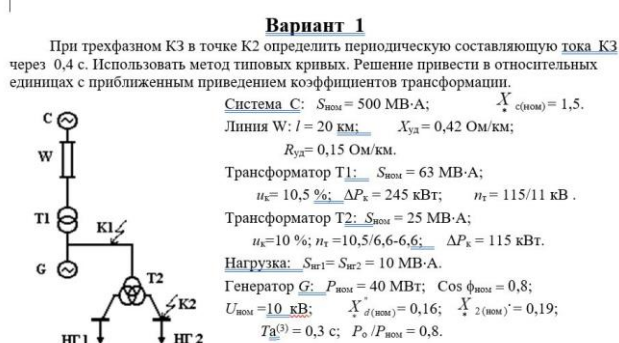 Вариант 1
При трехфазном КЗ в точке К2 определить периодическую составляющую тока КЗ
через 0,4 с. Использовать метод типовых кривых. Решение привести в относительных
единицах с приближенным приведением коэффициентов трансформации.
Система С: Sном = 500 МВ·А; X* с(ном) = 1,5.
Линия W: l = 20 км; Xуд = 0,42 Ом/км;
Rуд = 0,15 Ом/км.
Трансформатор Т1: Sном = 63 МВ·А;
uк = 10,5 %; ΔPк = 245 кВт; nт = 115/11 кВ .
Трансформатор Т2: Sном = 25 МВ·А;
uк=10 %; nт =10,5/6,6-6,6; ΔPк = 115 кВт.
Нагрузка: Sнг1= Sнг2 = 10 МВ·А.
Генератор G: Pном = 40 МВт; Cos φном = 0,8;
Uном =10 кВ; X*" d(ном)= 0,16; X* 2(ном) = 0,19;
Ta(3) = 0,3 с; Po /Pном = 0,8.
С
W
Т1
К1
G
Т2
К2
НГ1
НГ2